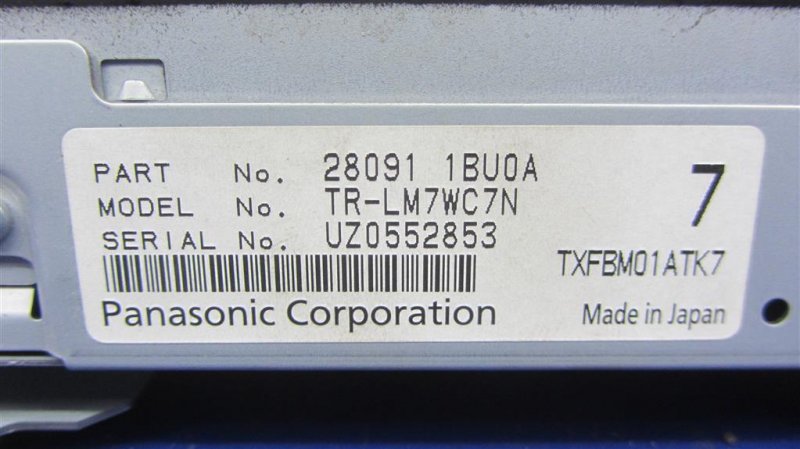 PART No. 28091 1BU0A
MODEL No. TR-LM7WC7N
SERIAL No. UZ0552853
7
TXFBM01ATK7
Panasonic Corporation
Made in Japan